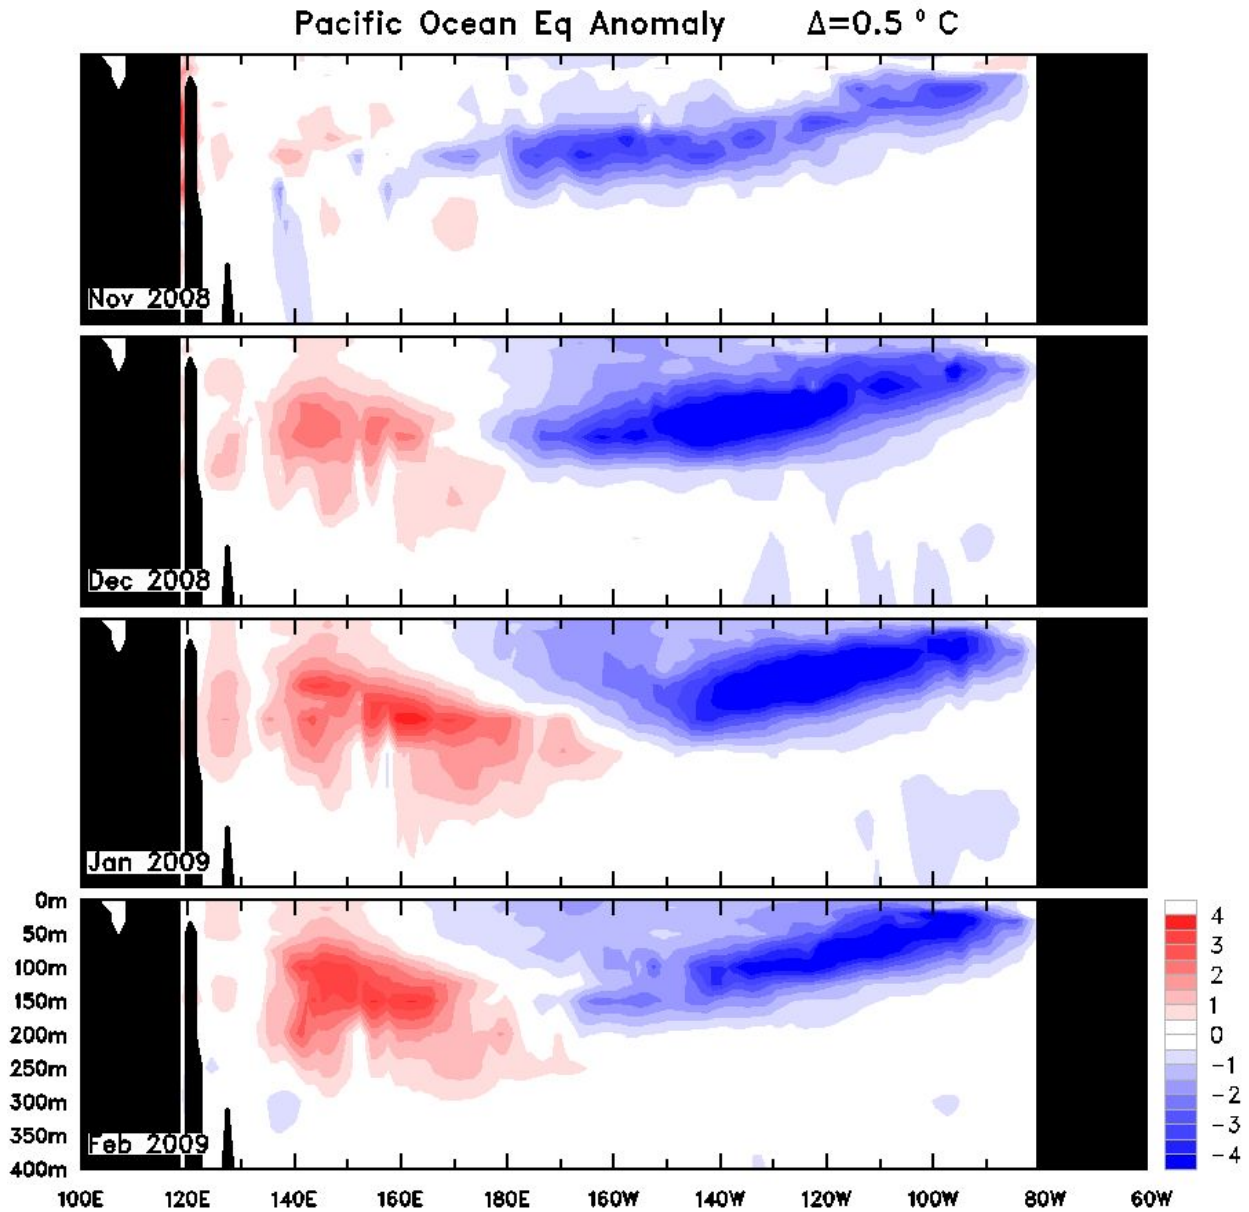 Pacific Ocean Eq Anomaly Δ=0.5 ° C
Nov 2008
Dec 2008
Jan 2009
0m
50m
100m
150m
200m
250m
300m
350m
400m
Feb 2009
100E 120E 140E 160E 180E 160W 140W 120W 100W 80W 60W
4
3
2
1
0
-1
-2
-3
-4